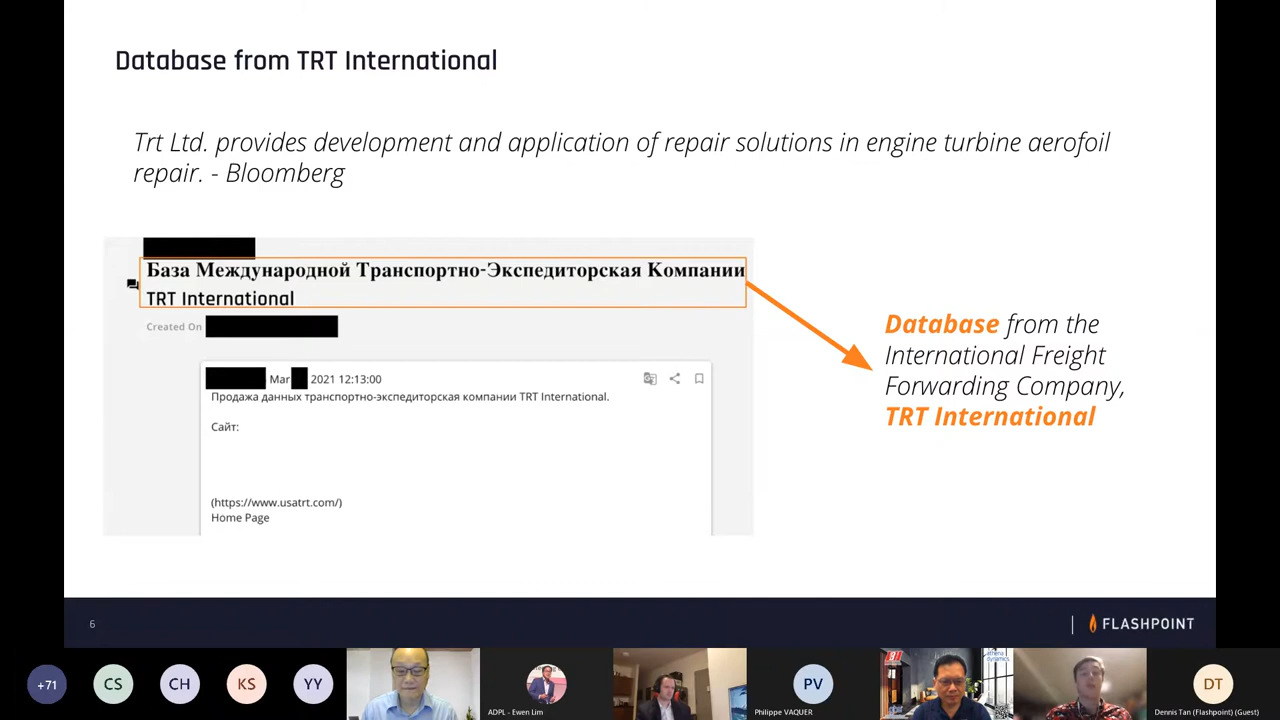 Database from TRT International
Trt Ltd. provides development and application of repair solutions in engine turbine aerofoil
repair. - Bloomberg
База Международной Транспортно-Экспедиторская Компании
TRT International
Created On
Mar 2021 12:13:00
Продажа данных транспортно-экспедиторская компании TRT International.
Сайт:
(https://www.usatrt.com/)
Home Page
Database from the
International Freight
Forwarding Company,
TRT International
6
FLASHPOINT
+71
CS
CH
KS
YY
ADPL - Ewen Lim
PV
Philippe VAQUER
athena
dynamics
DT
Dennis Tan (Flashpoint) (Guest)